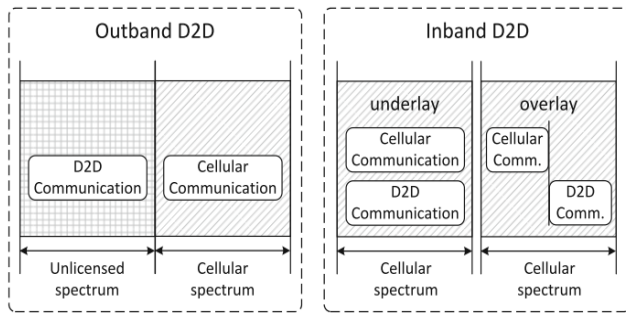 Outband D2D
D2D
Communication
Cellular
Communication
Unlicensed
spectrum
Cellular
spectrum
Inband D2D
underlay
Cellular
Communication
D2D
Communication
overlay
Cellular
Comm.
D2D
Comm.
Cellular
spectrum
Cellular
spectrum